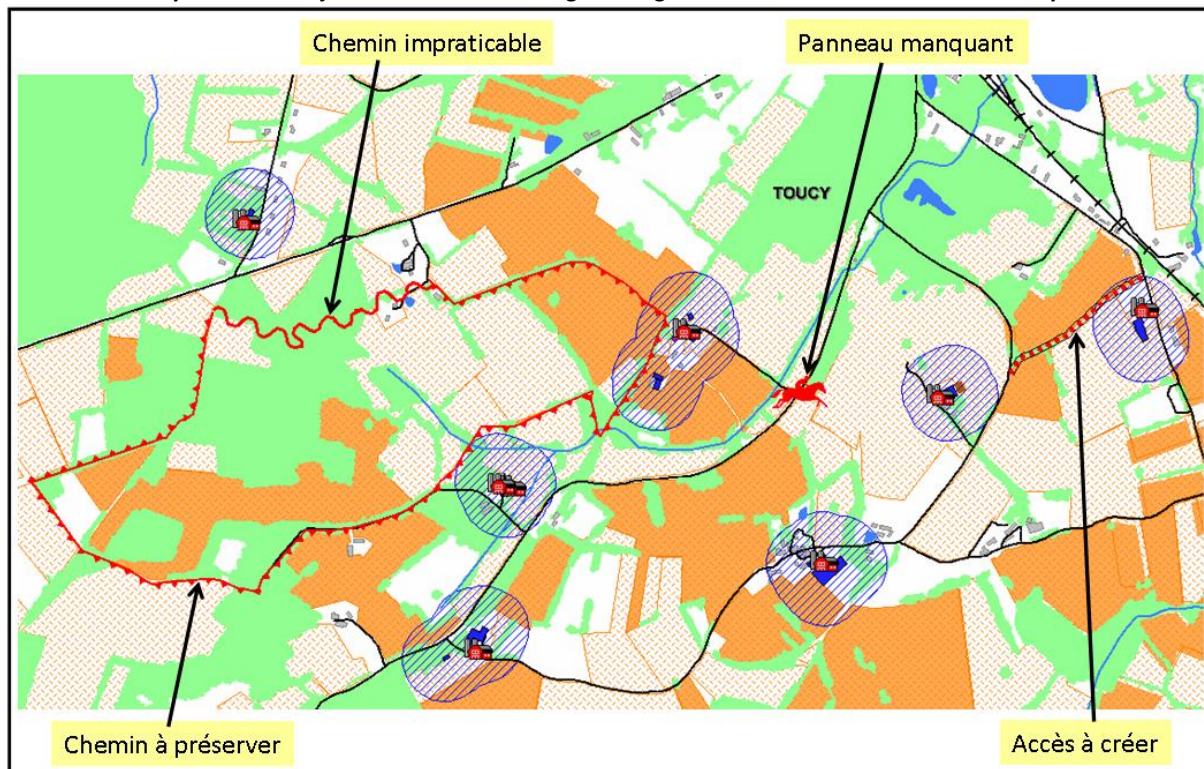 Chemin impraticable
Panneau manquant
TOUCY
Chemin à préserver
Accès à créer